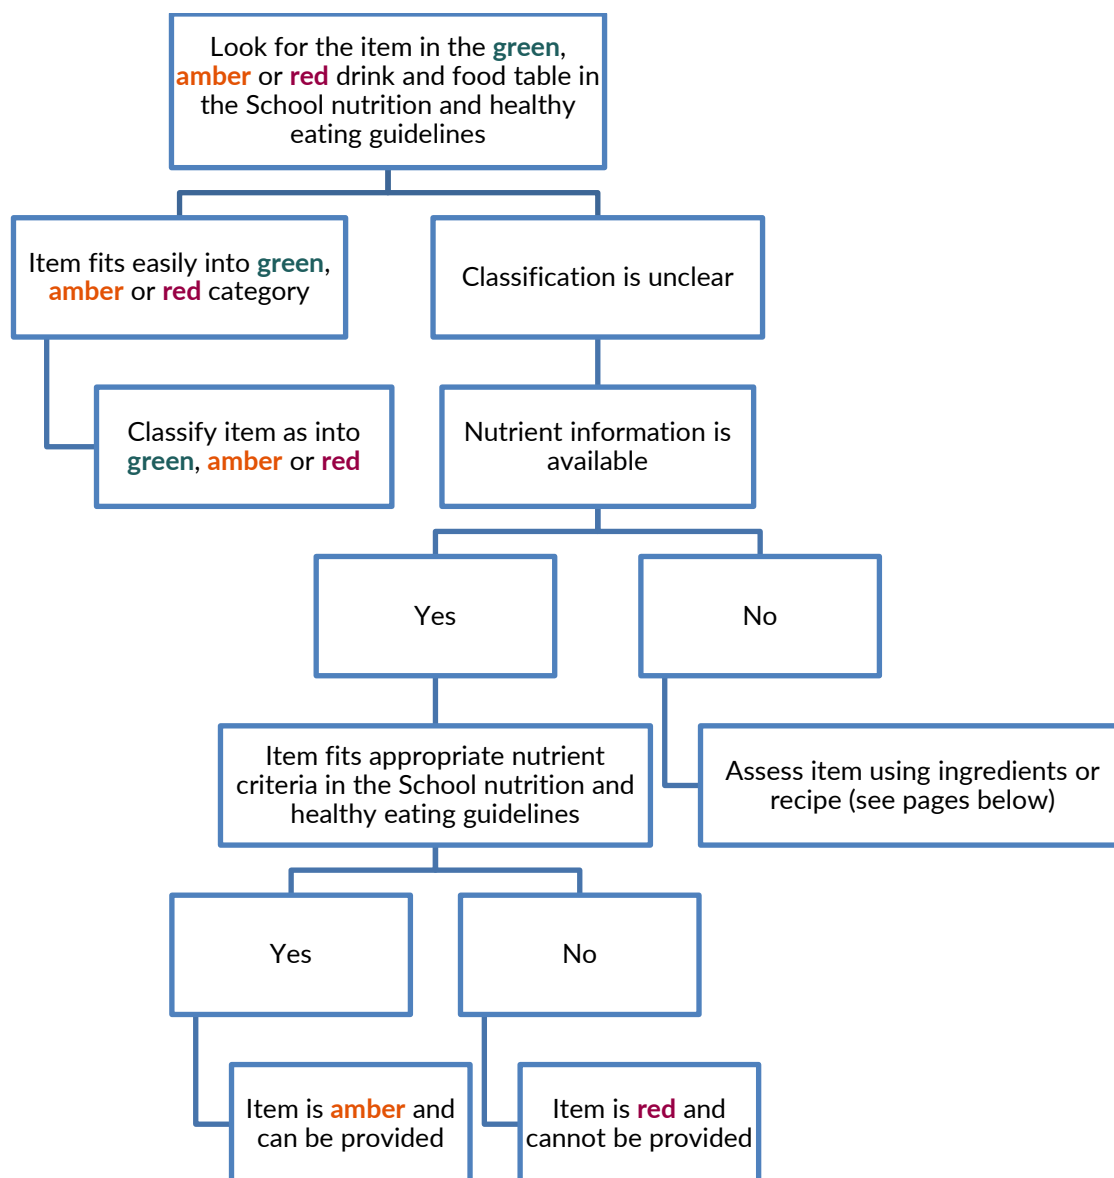 Look for the item in the green,
amber or red drink and food table in
the School nutrition and healthy
eating guidelines
Item fits easily into green,
amber or red category
Classification is unclear
Classify item as into
green, amber or red
Nutrient information is
available
Yes
No
Item fits appropriate nutrient
criteria in the School nutrition and
healthy eating guidelines
Assess item using ingredients or
recipe (see pages below)
Yes
No
Item is amber and
can be provided
Item is red and
cannot be provided